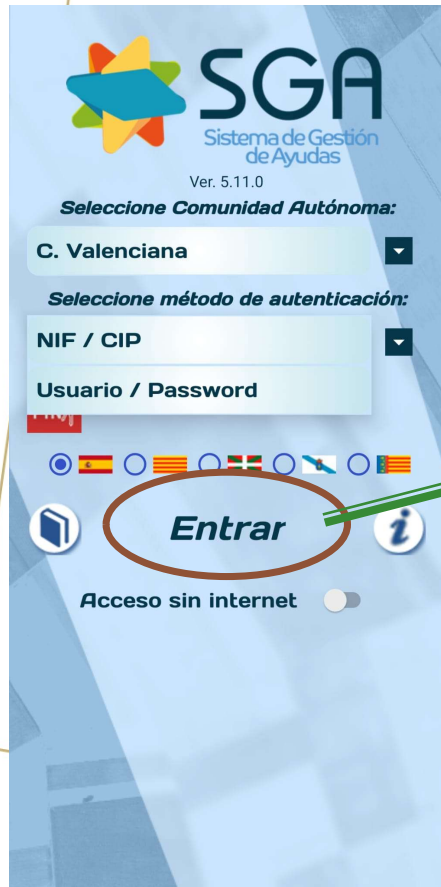 SGA
Sistema de Gestión
de Ayudas
Ver. 5.11.0
Seleccione Comunidad Autónoma:
C. Valenciana
Seleccione método de autenticación:
NIF / CIP
Usuario / Password
Entrar
i
Acceso sin internet